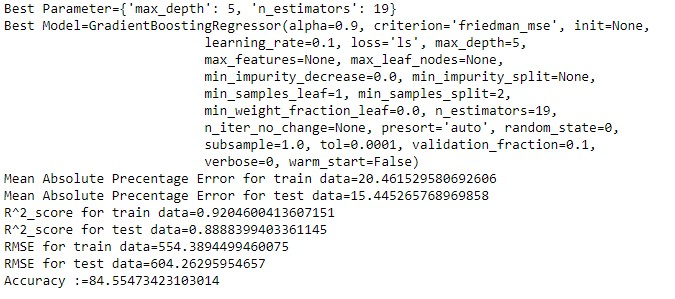 Best Parameter={'max_depth': 5, 'n_estimators': 19}
Best Model=GradientBoostingRegressor(alpha=0.9, criterion='friedman_mse', init=None,
learning_rate=0.1, loss='ls', max_depth=5,
max_features=None, max_leaf_nodes=None,
min_impurity_decrease=0.0, min_impurity_split=None,
min_samples_leaf=1, min_samples_split=2,
min_weight_fraction_leaf=0.0, n_estimators=19,
n_iter_no_change=None, presort='auto', random_state=0,
subsample=1.0, tol=0.0001, validation_fraction=0.1,
verbose=0, warm_start=False)
Mean Absolute Precentage Error for train data=20.461529580692606
Mean Absolute Precentage Error for test data=15.445265768969858
R^2_score for train data=0.9204600413607151
R^2_score for test data=0.8888399403361145
RMSE for train data=554.3894499460075
RMSE for test data=604.26295954657
Accuracy :=84.55473423103014